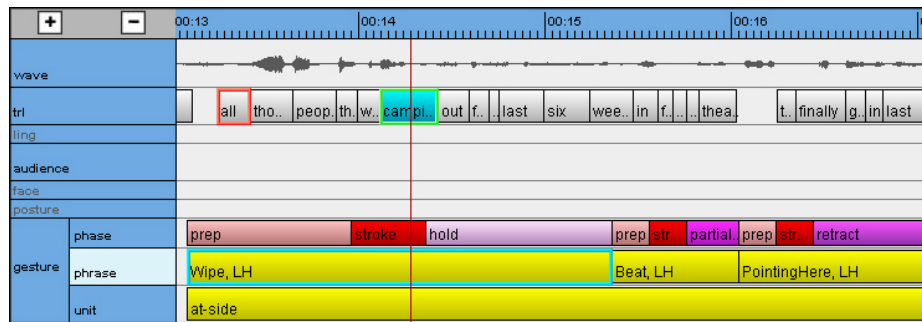 + - 00:13 00:14 00:15 00:16
wave
trl all tho... peop. th. w.. campi... out f.. .. last six wee.. in f.. .. .. thea.. t.. finally g.. in last
ling
audience
face
posture
phase prep stroke hold prep str.. partial.. prep str.. retract
gesture phrase Wipe, LH Beat, LH PointingHere, LH
unit at-side